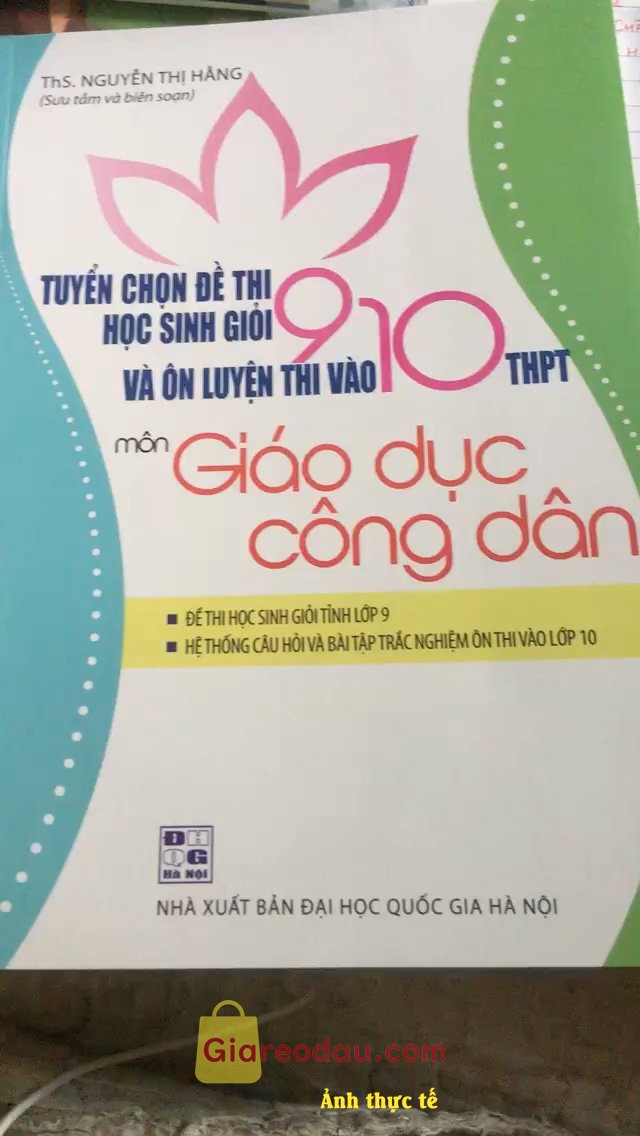 ThS. NGUYỄN THỊ HẰNG
(Sưu tầm và biên soạn)
TUYỂN CHỌN ĐỀ THI
HỌC SINH GIỎI 9
VÀ ÔN LUYỆN THI VÀO 10 THPT
môn Giáo dục
công dân
ĐỀ THI HỌC SINH GIỎI TỈNH LỚP 9
HỆ THỐNG CÂU HỎI VÀ BÀI TẬP TRẮC NGHIỆM ÔN THI VÀO LỚP 10
ĐH
QG
Hà Nội
NHÀ XUẤT BẢN ĐẠI HỌC QUỐC GIA HÀ NỘI
Giareodau.com
Ảnh thực tế